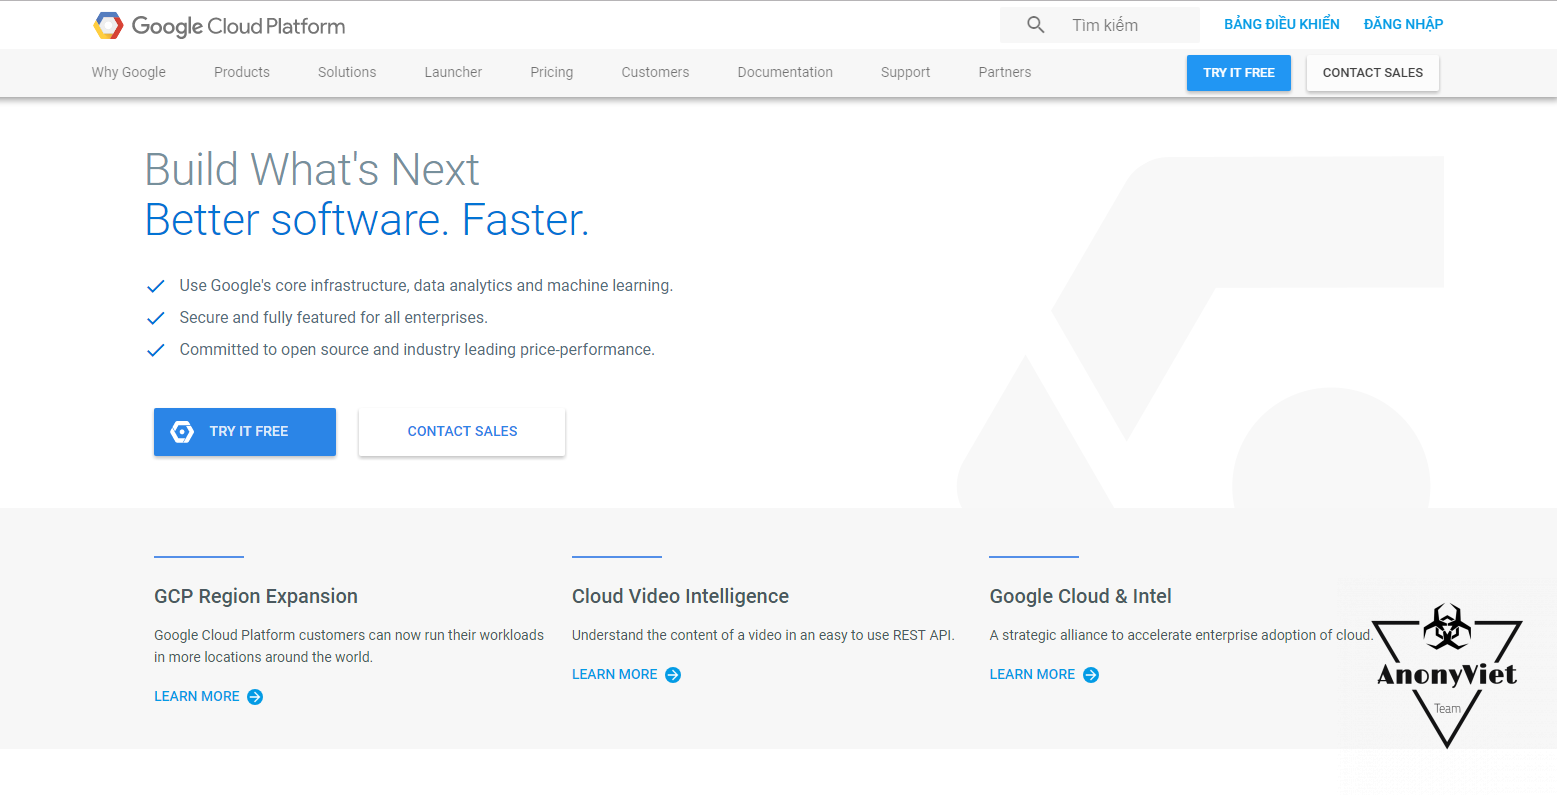 Google Cloud Platform
Tìm kiếm
BẢNG ĐIỀU KHIỂN
ĐĂNG NHẬP
Why Google
Products
Solutions
Launcher
Pricing
Customers
Documentation
Support
Partners
TRY IT FREE
CONTACT SALES
Build What's Next
Better software. Faster.
Use Google's core infrastructure, data analytics and machine learning.
Secure and fully featured for all enterprises.
Committed to open source and industry leading price-performance.
TRY IT FREE
CONTACT SALES
GCP Region Expansion
Google Cloud Platform customers can now run their workloads
in more locations around the world.
LEARN MORE
Cloud Video Intelligence
Understand the content of a video in an easy to use REST API.
LEARN MORE
Google Cloud & Intel
A strategic alliance to accelerate enterprise adoption of cloud.
LEARN MORE
AnonyViet
Team